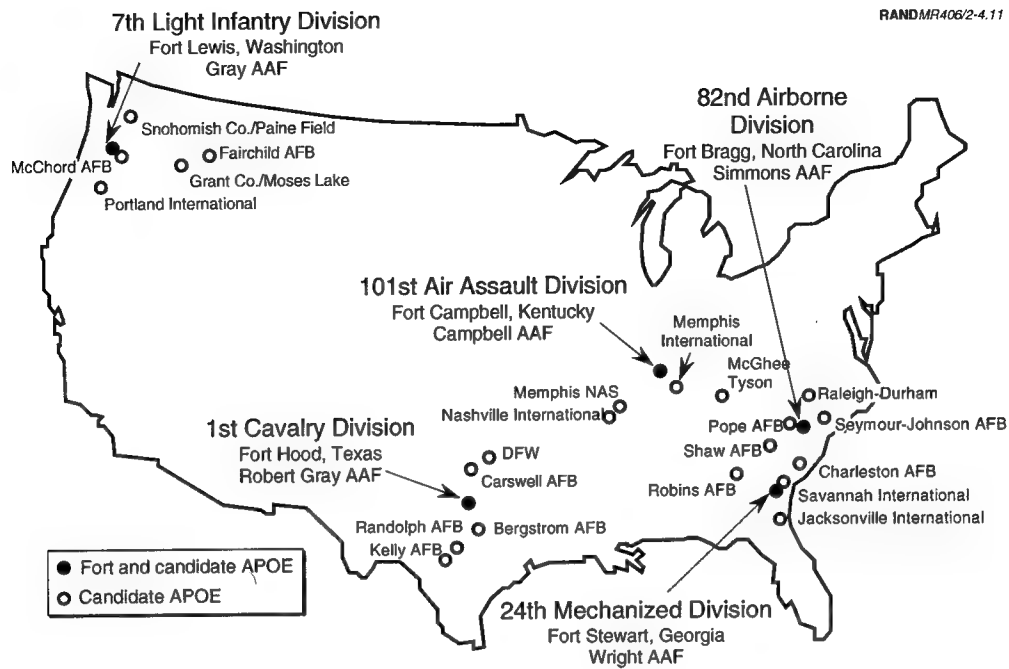 RAND MR406/2-4.11
7th Light Infantry Division
Fort Lewis, Washington
Gray AAF
Snohomish Co./Paine Field
McChord AFB
Fairchild AFB
Grant Co./Moses Lake
Portland International
82nd Airborne
Division
Fort Bragg, North Carolina
Simmons AAF
101st Air Assault Division
Fort Campbell, Kentucky
Campbell AAF
Memphis
International
McGhee
Tyson
Memphis NAS
Nashville International
Raleigh-Durham
Pope AFB
Seymour-Johnson AFB
Shaw AFB
Robins AFB
Charleston AFB
Savannah International
Jacksonville International
1st Cavalry Division
Fort Hood, Texas
Robert Gray AAF
DFW
Carswell AFB
Randolph AFB
Bergstrom AFB
Kelly AFB
24th Mechanized Division
Fort Stewart, Georgia
Wright AAF
Fort and candidate APOE
Candidate APOE